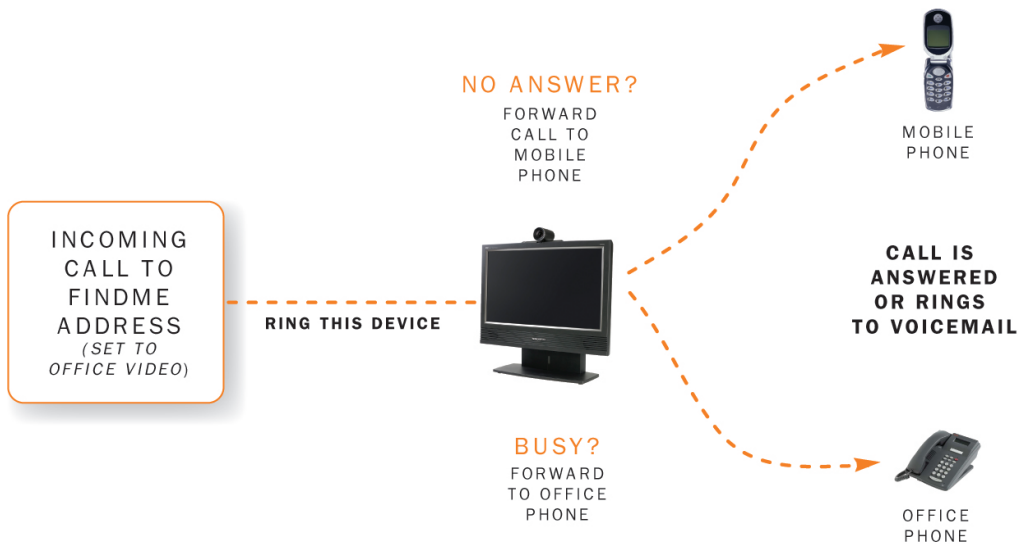 INCOMING
CALL TO
FINDME
ADDRESS
(SET TO
OFFICE VIDEO)
RING THIS DEVICE
NO ANSWER?
FORWARD
CALL TO
MOBILE
PHONE
BUSY?
FORWARD
TO OFFICE
PHONE
MOBILE
PHONE
CALL IS
ANSWERED
OR RINGS
TO VOICEMAIL
OFFICE
PHONE